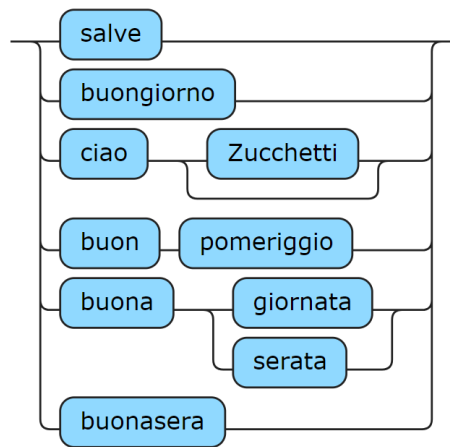 salve
buongiorno
ciao Zucchetti
buon pomeriggio
buona giornata
serata
buonasera